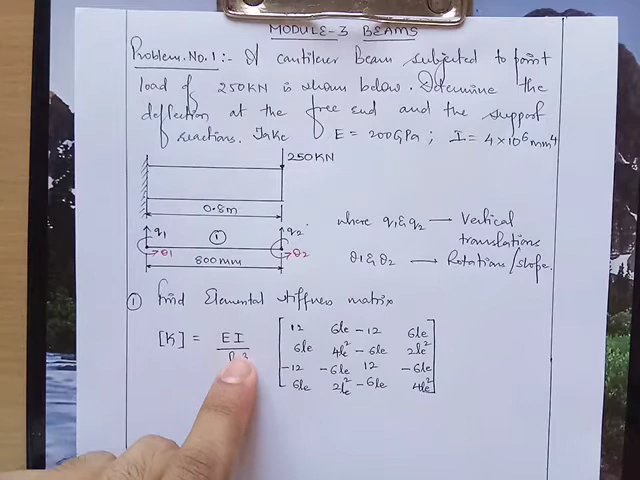 MODULE-3 BEAMS
Problem.No.1:- A cantilever Beam subjected to point
load of 250KN is shown below. Determine the
deflection at the free end and the support
reactions. Take E = 200GPa; I = 4×10⁶mm⁴
250KN
0.8m
q1 ① q2
θ1 θ2
800mm
where q1 & q2 → Vertical
translations
θ1 & θ2 → Rotations/slope.
① Find Elemental stiffness matrix
[K] = EI
12 6le -12 6le
6le 4le² -6le 2le²
-12 -6le 12 -6le
6le 2le² -6le 4le²